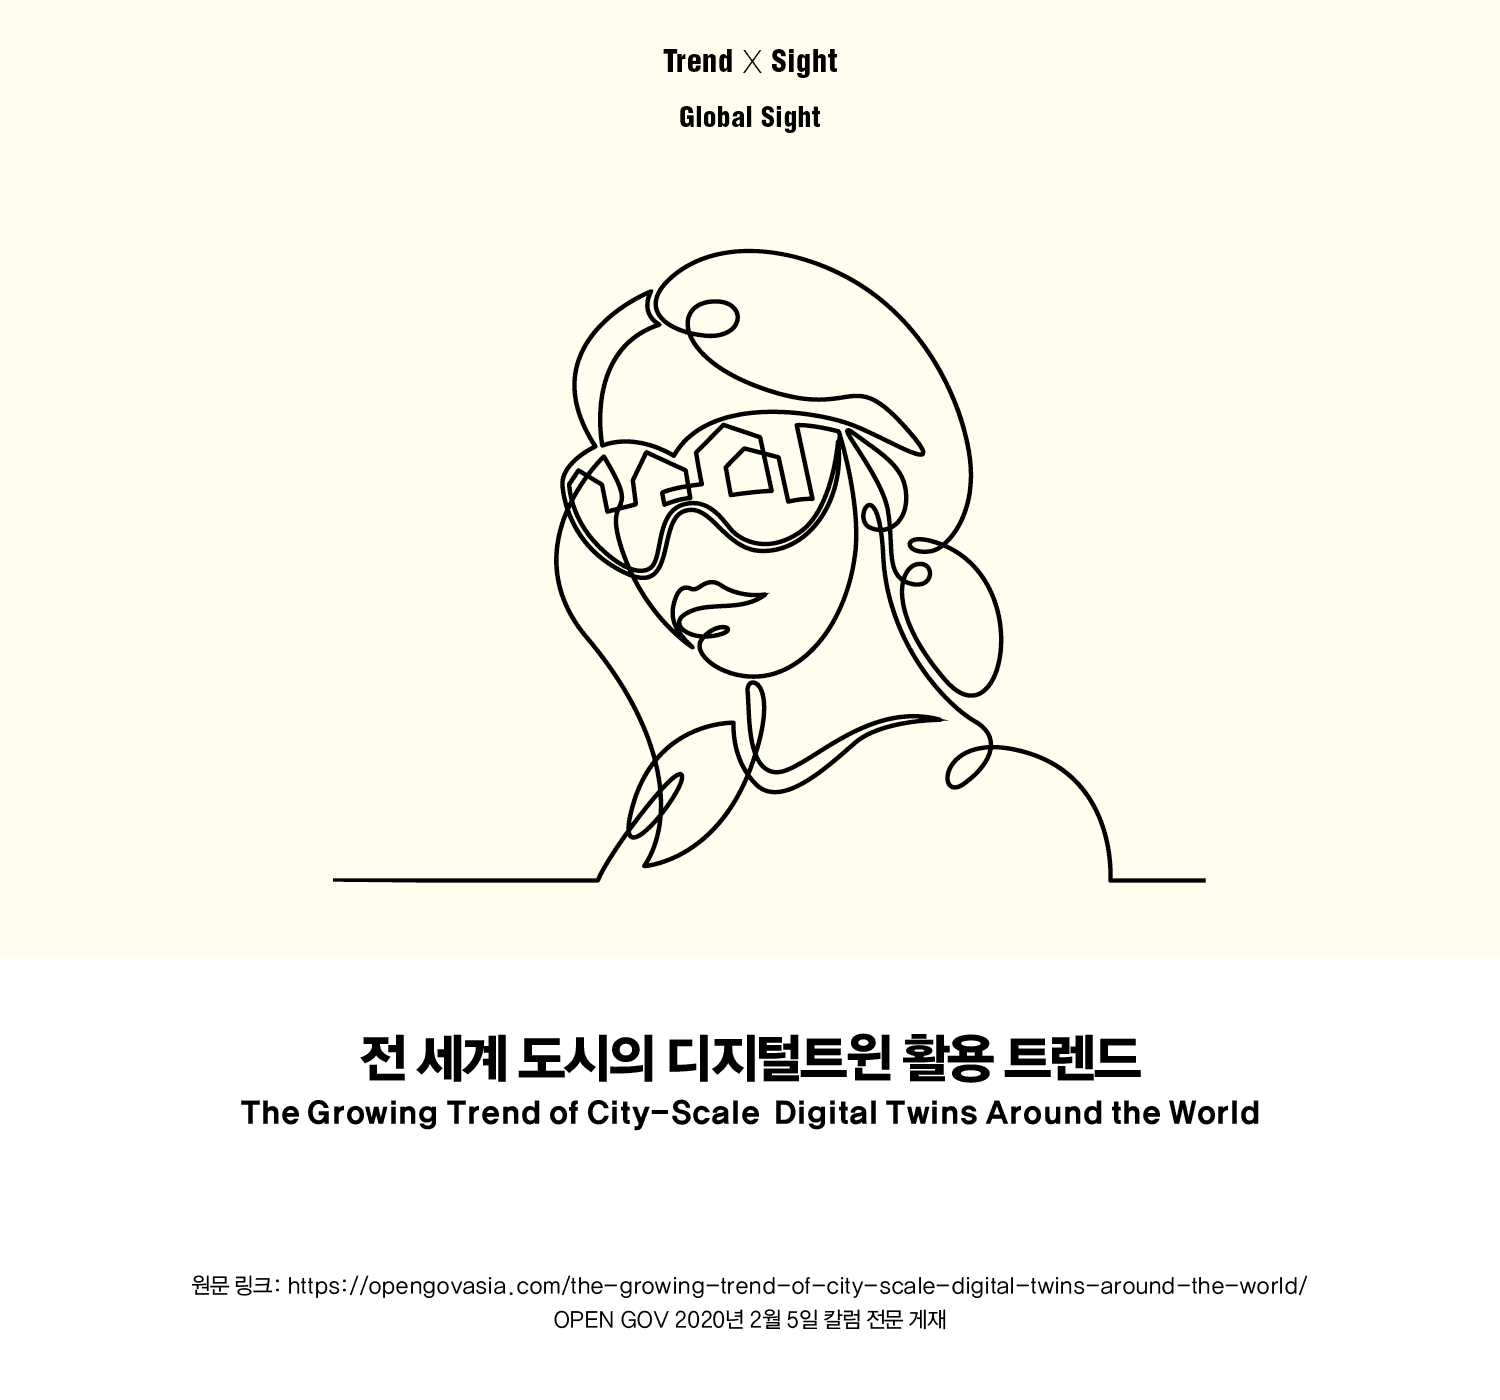 Trend X Sight
Global Sight
전 세계 도시의 디지털트윈 활용 트렌드
The Growing Trend of City-Scale Digital Twins Around the World
원문 링크: https://opengovasia.com/the-growing-trend-of-city-scale-digital-twins-around-the-world/
OPEN GOV 2020년 2월 5일 칼럼 전문 게재